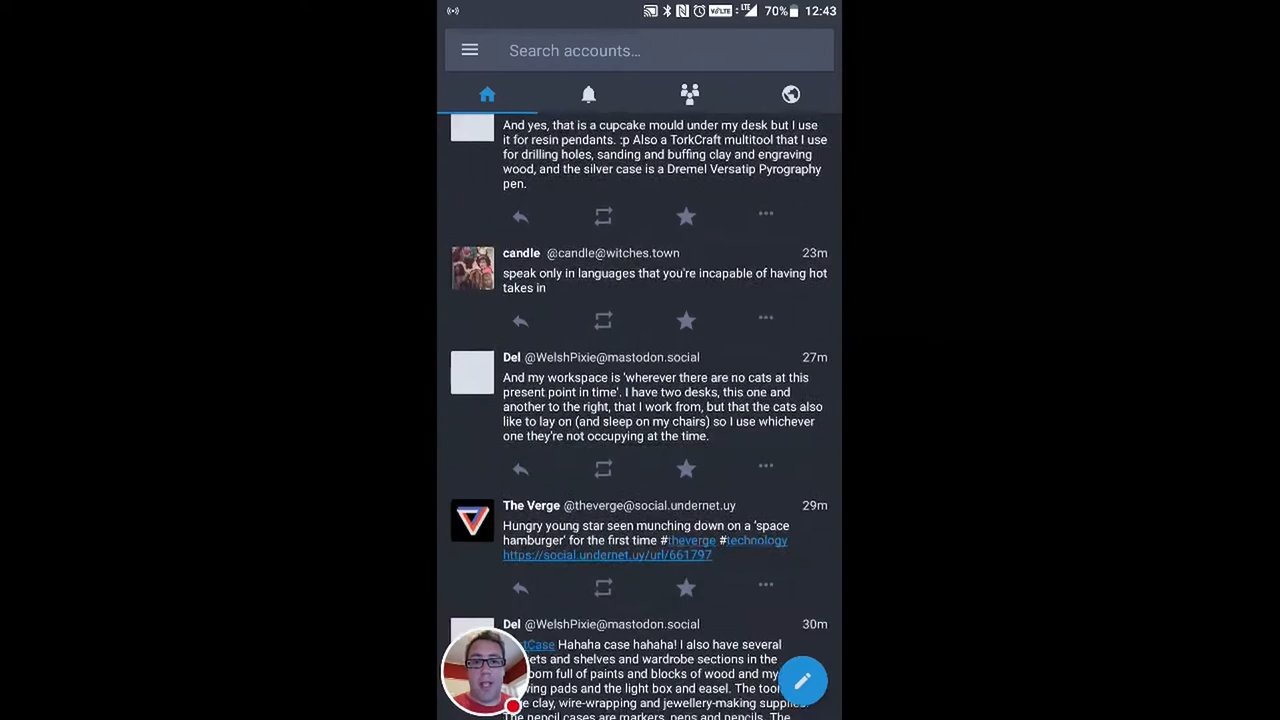 70% 12:43
Search accounts…
And yes, that is a cupcake mould under my desk but I use
it for resin pendants. :p Also a TorkCraft multitool that I use
for drilling holes, sanding and buffing clay and engraving
wood, and the silver case is a Dremel Versatip Pyrography
pen.
candle @candle@witches.town 23m
speak only in languages that you're incapable of having hot
takes in
Del @WelshPixie@mastodon.social 27m
And my workspace is 'wherever there are no cats at this
present point in time'. I have two desks, this one and
another to the right, that I work from, but that the cats also
like to lay on (and sleep on my chairs) so I use whichever
one they're not occupying at the time.
The Verge @theverge@social.undernet.uy 29m
Hungry young star seen munching down on a 'space
hamburger' for the first time #theverge #technology
https://social.undernet.uy/url/661797
Del @WelshPixie@mastodon.social 30m
Hahaha case hahaha! I also have several
and shelves and wardrobe sections in the
full of paints and blocks of wood and my
pads and the light box and easel. The
clay, wire-wrapping and jewellery-making
The pencil cases are markers, pens and pencils. The